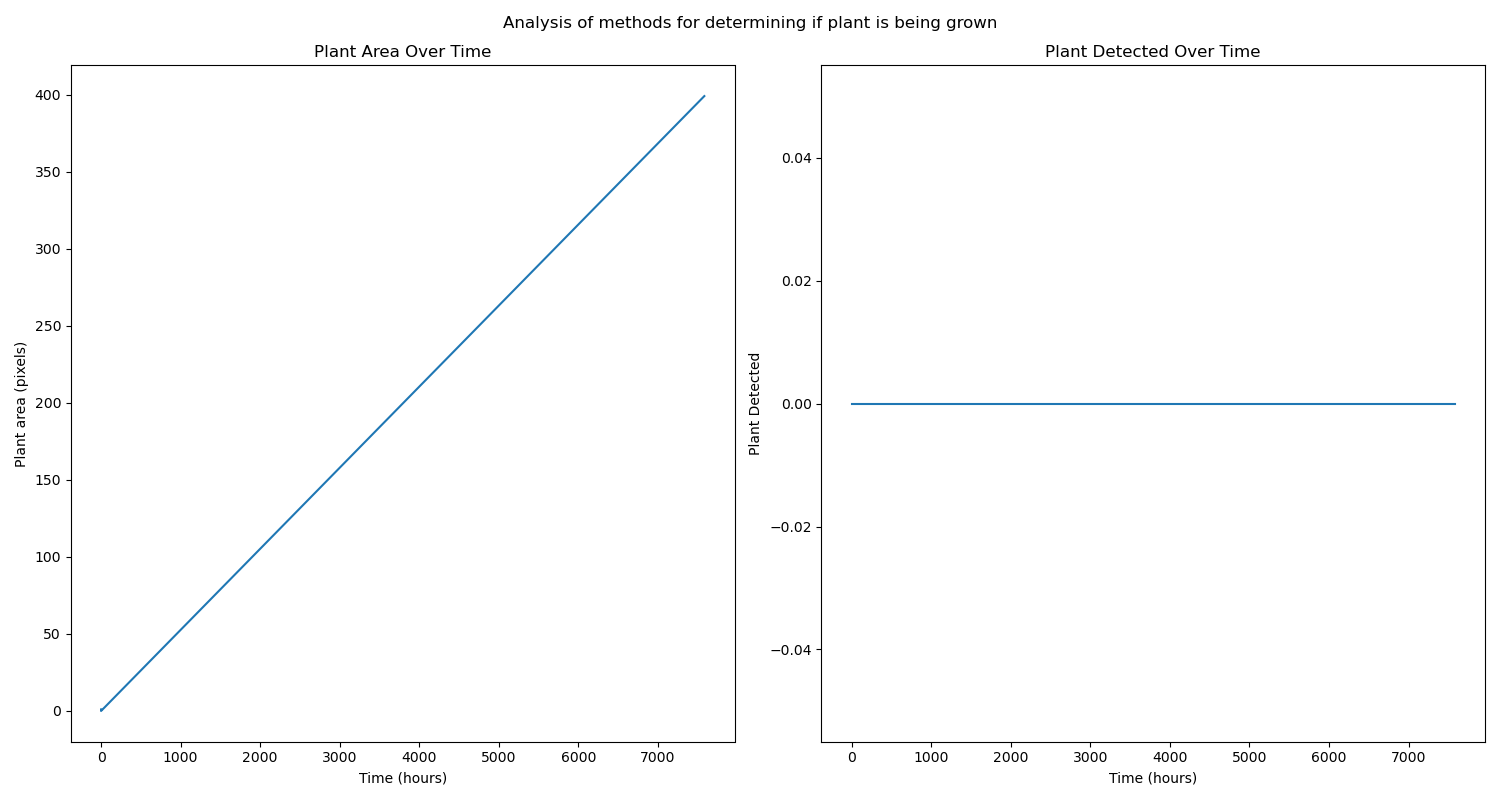 Analysis of methods for determining if plant is being grown
Plant Area Over Time
400
350
300
250
200
150
100
50
0
Plant area (pixels)
0 1000 2000 3000 4000 5000 6000 7000
Time (hours)
Plant Detected Over Time
0.04
0.02
0.00
−0.02
−0.04
Plant Detected
0 1000 2000 3000 4000 5000 6000 7000
Time (hours)